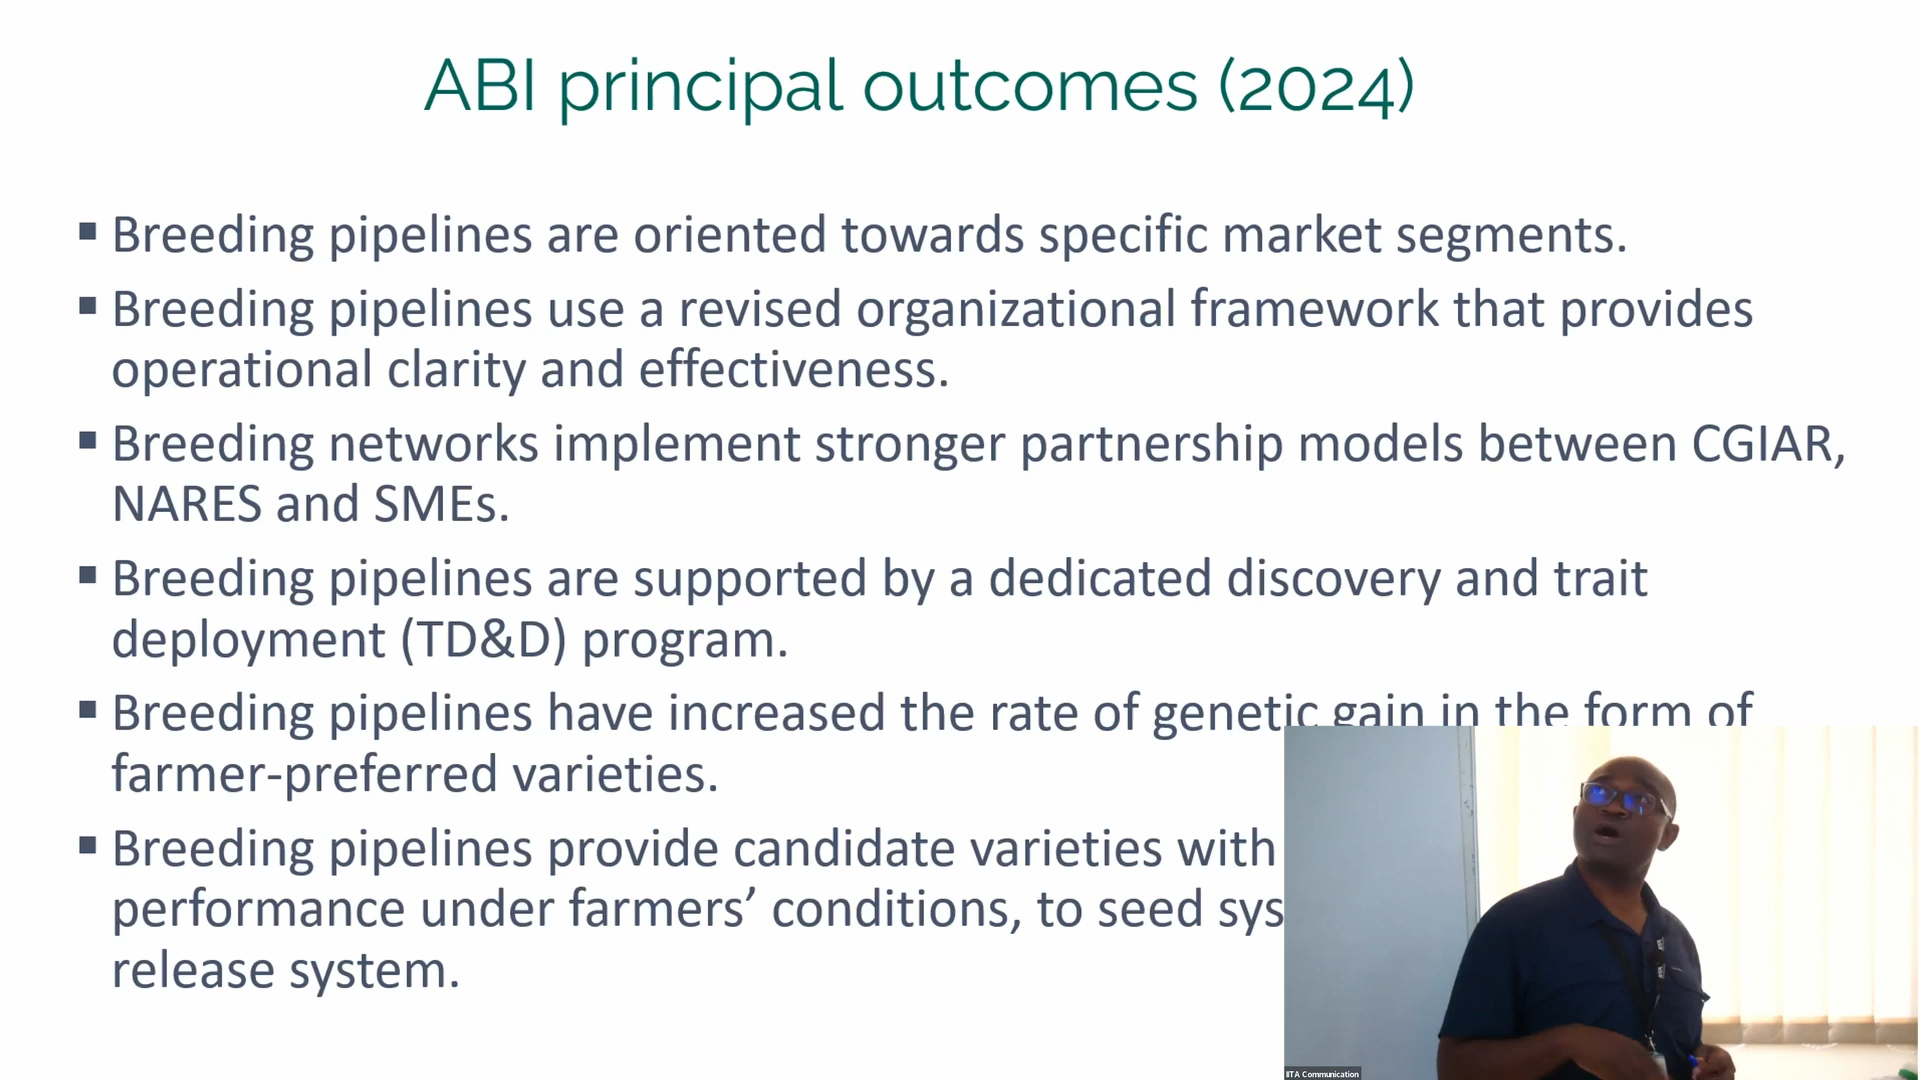 ABI principal outcomes (2024)
▪ Breeding pipelines are oriented towards specific market segments.
▪ Breeding pipelines use a revised organizational framework that provides
operational clarity and effectiveness.
▪ Breeding networks implement stronger partnership models between CGIAR,
NARES and SMEs.
▪ Breeding pipelines are supported by a dedicated discovery and trait
deployment (TD&D) program.
▪ Breeding pipelines have increased the rate of genetic gain in the form of
farmer-preferred varieties.
▪ Breeding pipelines provide candidate varieties with
performance under farmers’ conditions, to seed sys
release system.
IITA Communication